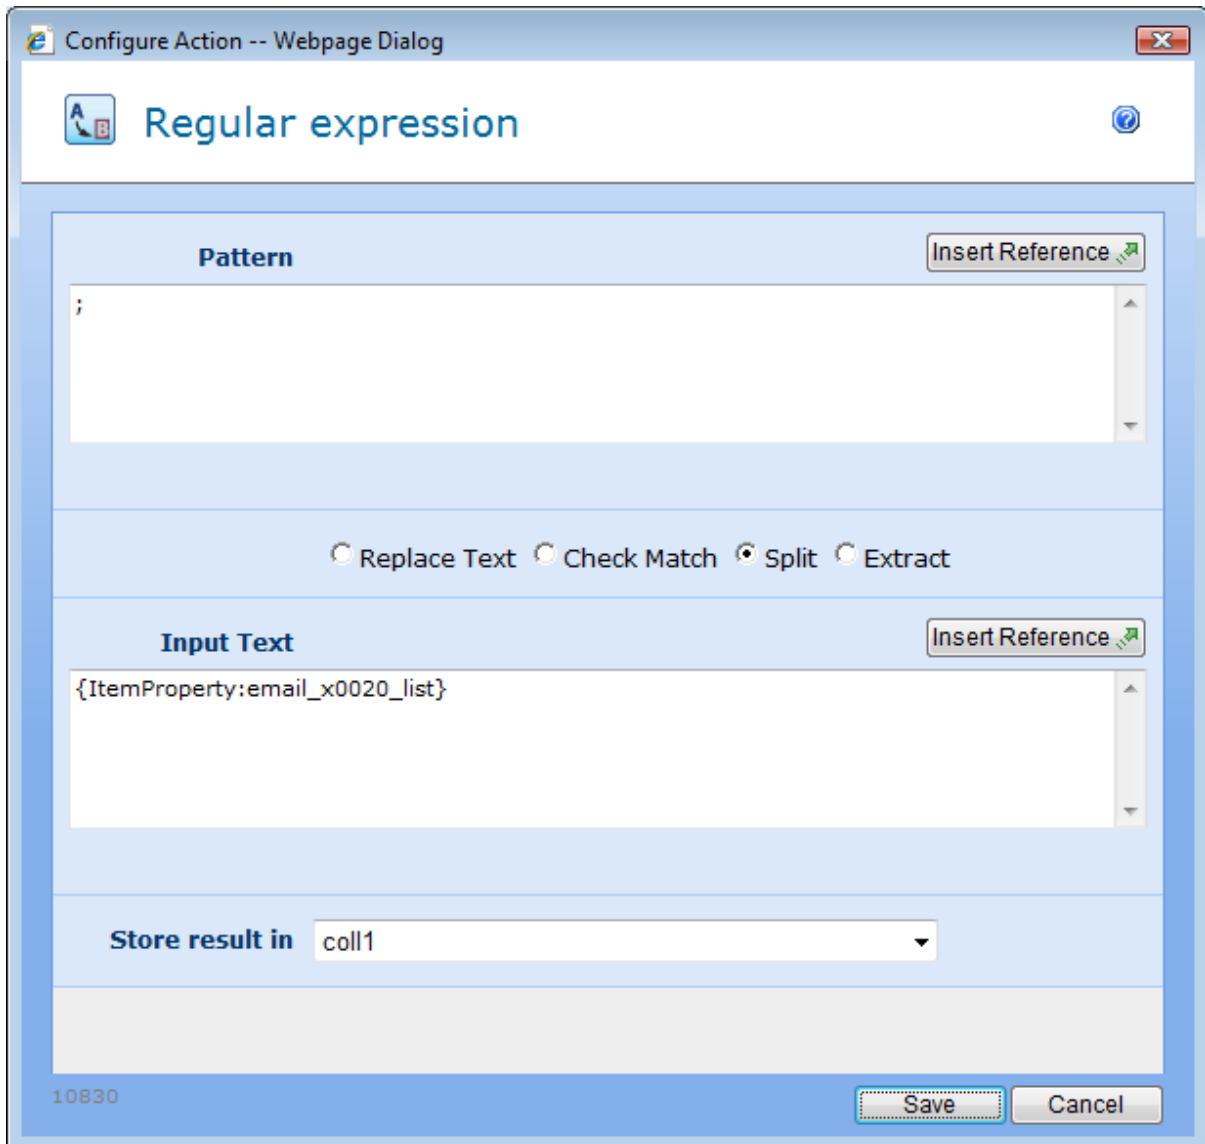 Configure Action -- Webpage Dialog
A
B
Regular expression
Pattern
Insert Reference
;
Replace Text Check Match Split Extract
Input Text
Insert Reference
{ItemProperty:email_x0020_list}
Store result in coll1
10830
Save Cancel